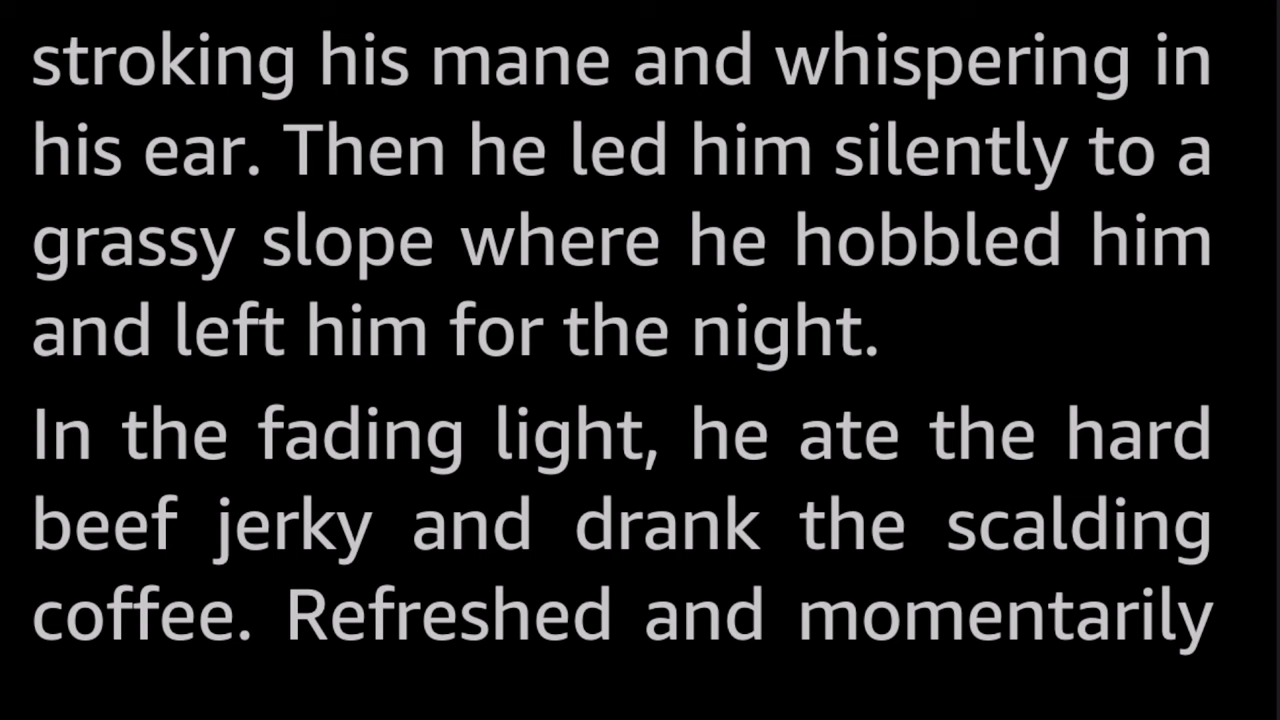 stroking his mane and whispering in
his ear. Then he led him silently to a
grassy slope where he hobbled him
and left him for the night.
In the fading light, he ate the hard
beef jerky and drank the scalding
coffee. Refreshed and momentarily